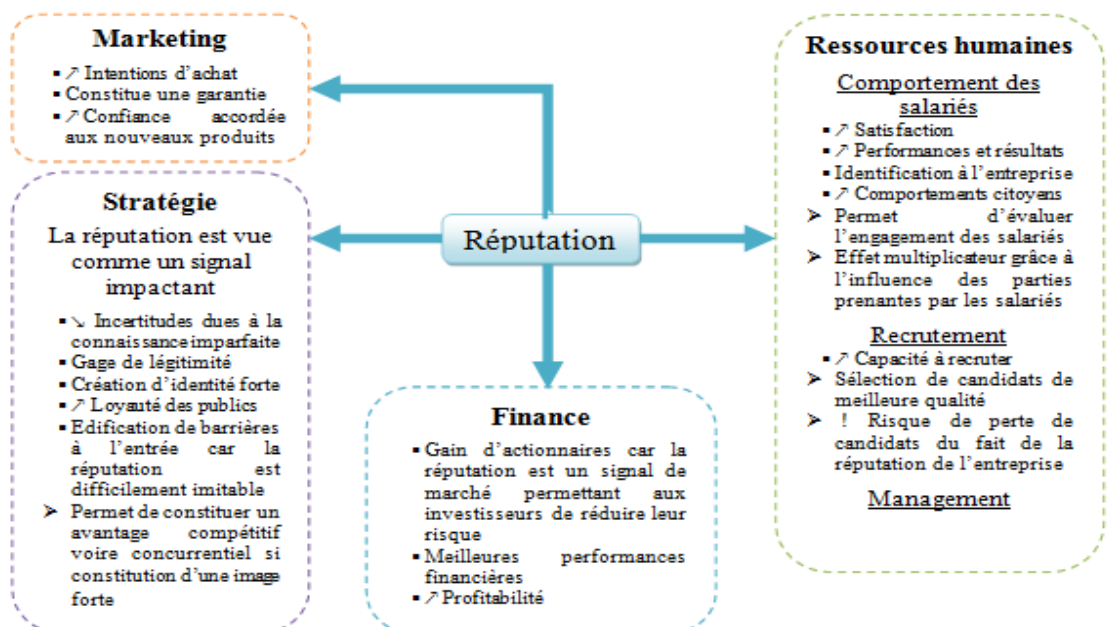 Marketing
▪ ↗ Intentions d’achat
▪ Constitue une garantie
▪ ↗ Confiance accordée
aux nouveaux produits
Stratégie
La réputation est vue
comme un signal
impactant
▪ ↘ Incertitudes dues à la
connaissance imparfaite
▪ Gage de légitimité
▪ Création d’identité forte
▪ ↗ Loyauté des publics
▪ Edification de barrières
à l’entrée car la
réputation est
difficilement imitable
➢ Permet de constituer un
avantage compétitif
voire concurrentiel si
constitution d’une image
forte
Réputation
Finance
▪ Gain d’actionnaires car la
réputation est un signal de
marché permettant aux
investisseurs de réduire leur
risque
▪ Meilleures performances
financières
▪ ↗ Profitabilité
Ressources humaines
Comportement des
salariés
▪ ↗ Satisfaction
▪ ↗ Performances et résultats
▪ Identification à l’entreprise
▪ ↗ Comportements citoyens
➢ Permet d’évaluer
l’engagement des salariés
➢ Effet multiplicateur grâce à
l’influence des parties
prenantes par les salariés
Recrutement
▪ ↗ Capacité à recruter
➢ Sélection de candidats de
meilleure qualité
➢ ! Risque de perte de
candidats du fait de la
réputation de l’entreprise
Management